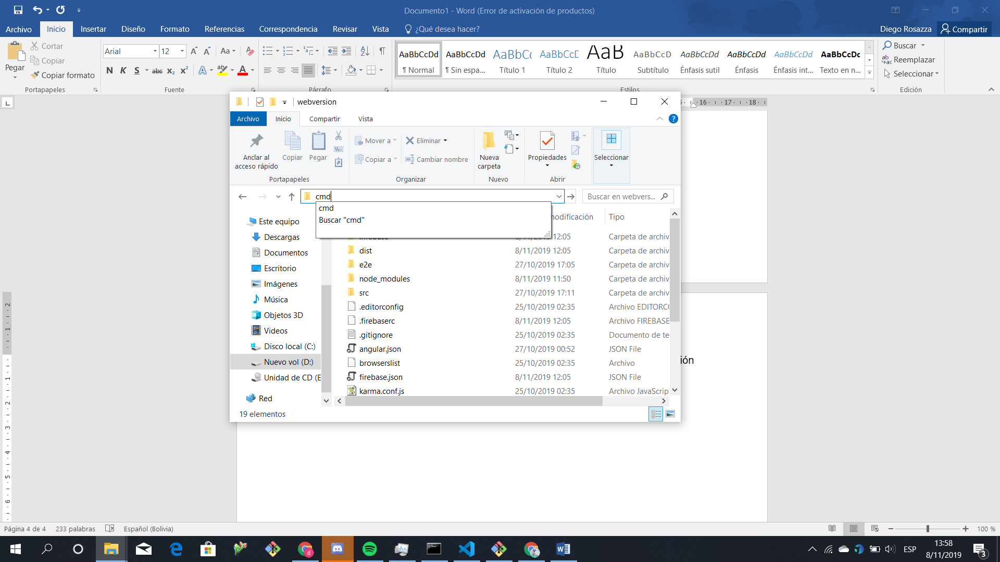 Documento1 - Word (Error de activación de productos)
Archivo Inicio Insertar Diseño Formato Referencias Correspondencia Revisar Vista ¿Qué desea hacer? Diego Rosazza Compartir
Pegar
Cortar
Copiar
Copiar formato
Portapapeles
Arial 12
Fuente
Párrafo
AaBbCcDd AaBbCcDd AaBbCc AaBbCcD AaB AaBbCcD AaBbCcDd AaBbCcDd AaBbCcDd AaBbCcDc
¶ Normal ¶ Sin espa... Título 1 Título 2 Título Subtítulo Énfasis sutil Énfasis Énfasis int... Texto en n...
Estilos
Buscar
Reemplazar
Seleccionar
Edición
webversion
Archivo Inicio Compartir Vista
Anclar al acceso rápido
Copiar
Pegar
Portapapeles
Mover a
Copiar a
Eliminar
Cambiar nombre
Organizar
Nueva carpeta
Nuevo
Propiedades
Abrir
Seleccionar
cmd
Buscar en webvers...
cmd
Buscar "cmd"
modificación Tipo
Este equipo
Descargas
Documentos
Escritorio
Imágenes
Música
Objetos 3D
Videos
Disco local (C:)
Nuevo vol (D:)
Unidad de CD (E
Red
8/11/2019 12:05 Carpeta de archiv
dist 8/11/2019 12:05 Carpeta de archiv
e2e 27/10/2019 17:05 Carpeta de archiv
node_modules 8/11/2019 11:50 Carpeta de archiv
src 27/10/2019 17:11 Carpeta de archiv
.editorconfig 25/10/2019 02:35 Archivo EDITORCO
.firebaserc 8/11/2019 12:05 Archivo FIREBASE
.gitignore 25/10/2019 02:35 Documento de te
angular.json 27/10/2019 00:52 JSON File
browserslist 25/10/2019 02:35 Archivo
firebase.json 8/11/2019 12:05 JSON File
karma.conf.js 25/10/2019 02:35 Archivo JavaScrip
19 elementos
ión
Página 4 de 4 233 palabras Español (Bolivia) 100 %
ESP
13:58
8/11/2019
3